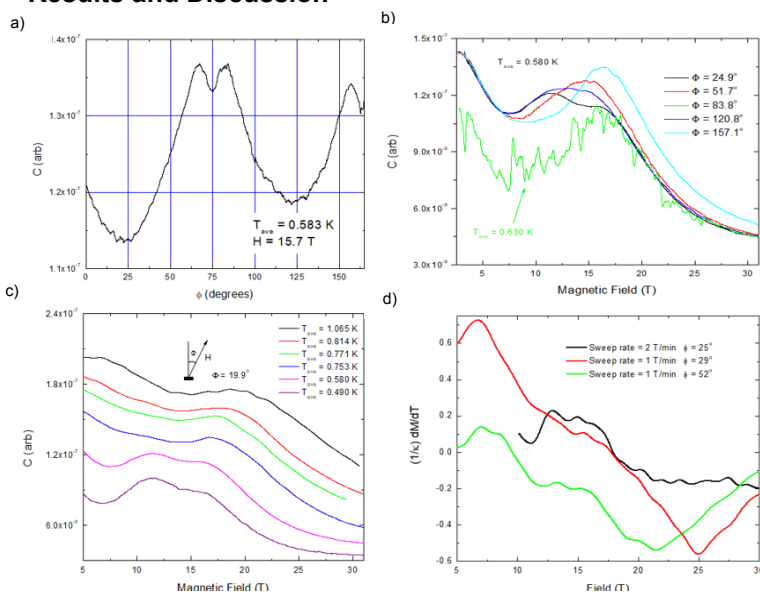 Results and Discussion
a)
1.4x10⁻⁷
1.3x10⁻⁷
1.2x10⁻⁷
1.1x10⁻⁷
C (arb)
T_ave = 0.583 K
H = 15.7 T
0 25 50 75 100 125 150
ϕ (degrees)
b)
1.5x10⁻⁷
1.2x10⁻⁷
9.0x10⁻⁸
6.0x10⁻⁸
3.0x10⁻⁸
C (arb)
T_ave = 0.580 K
Φ = 24.9°
Φ = 51.7°
Φ = 83.8°
Φ = 120.8°
Φ = 157.1°
T_ave = 0.630 K
5 10 15 20 25 30
Magnetic Field (T)
c)
2.4x10⁻⁷
1.8x10⁻⁷
1.2x10⁻⁷
6.0x10⁻⁸
C (arb)
Φ
H
Φ = 19.9°
T_ave = 1.065 K
T_ave = 0.814 K
T_ave = 0.771 K
T_ave = 0.753 K
T_ave = 0.580 K
T_ave = 0.490 K
5 10 15 20 25 30
Magnetic Field (T)
d)
0.6
0.4
0.2
0.0
-0.2
-0.4
-0.6
(1/κ) dM/dT
Sweep rate = 2 T/min ϕ = 25°
Sweep rate = 1 T/min ϕ = 29°
Sweep rate = 1 T/min ϕ = 52°
5 10 15 20 25 30
Field (T)